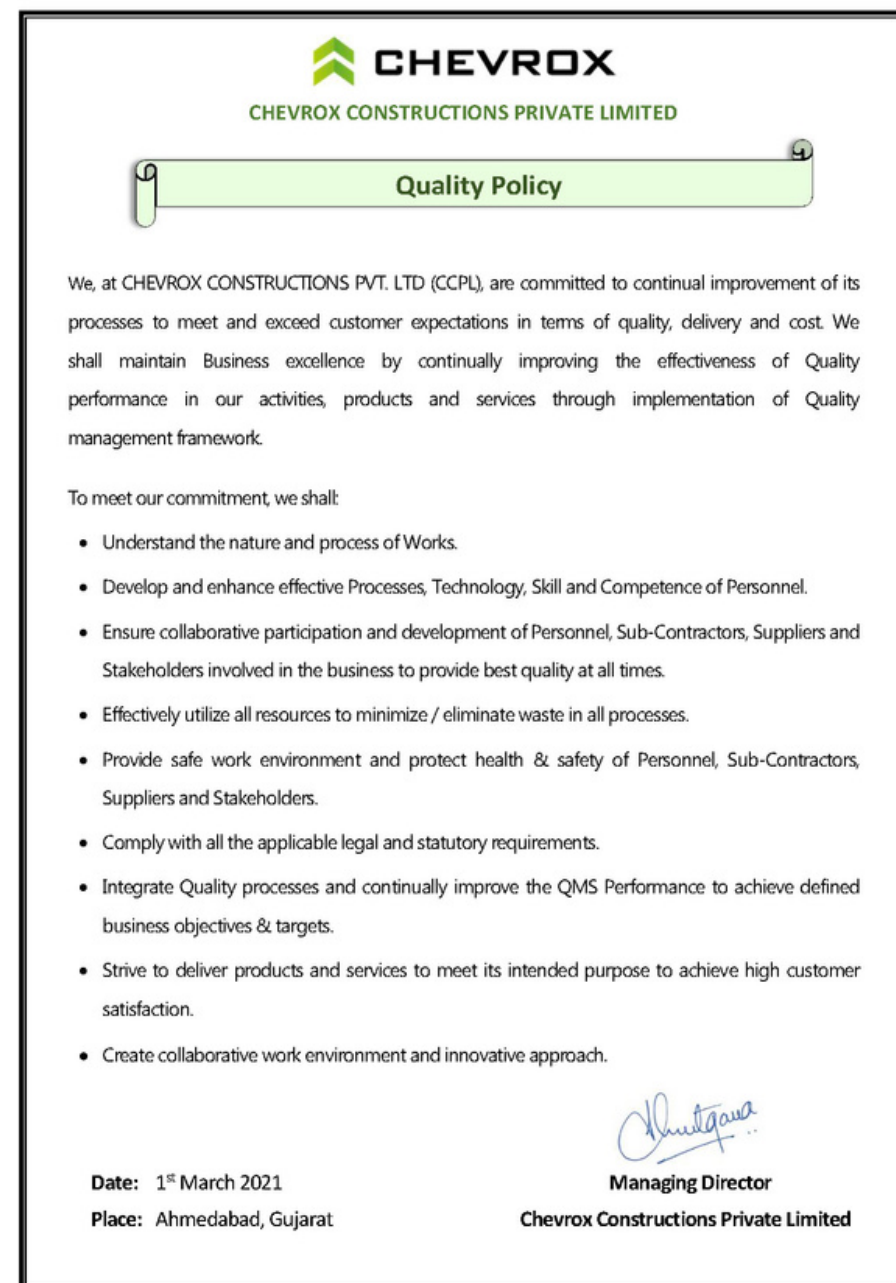 CHEVROX
CHEVROX CONSTRUCTIONS PRIVATE LIMITED
Quality Policy
We, at CHEVROX CONSTRUCTIONS PVT. LTD (CCPL), are committed to continual improvement of its
processes to meet and exceed customer expectations in terms of quality, delivery and cost. We
shall maintain Business excellence by continually improving the effectiveness of Quality
performance in our activities, products and services through implementation of Quality
management framework.
To meet our commitment, we shall:
• Understand the nature and process of Works.
• Develop and enhance effective Processes, Technology, Skill and Competence of Personnel.
• Ensure collaborative participation and development of Personnel, Sub-Contractors, Suppliers and
Stakeholders involved in the business to provide best quality at all times.
• Effectively utilize all resources to minimize / eliminate waste in all processes.
• Provide safe work environment and protect health & safety of Personnel, Sub-Contractors,
Suppliers and Stakeholders.
• Comply with all the applicable legal and statutory requirements.
• Integrate Quality processes and continually improve the QMS Performance to achieve defined
business objectives & targets.
• Strive to deliver products and services to meet its intended purpose to achieve high customer
satisfaction.
• Create collaborative work environment and innovative approach.
Date: 1st March 2021
Managing Director
Place: Ahmedabad, Gujarat
Chevrox Constructions Private Limited